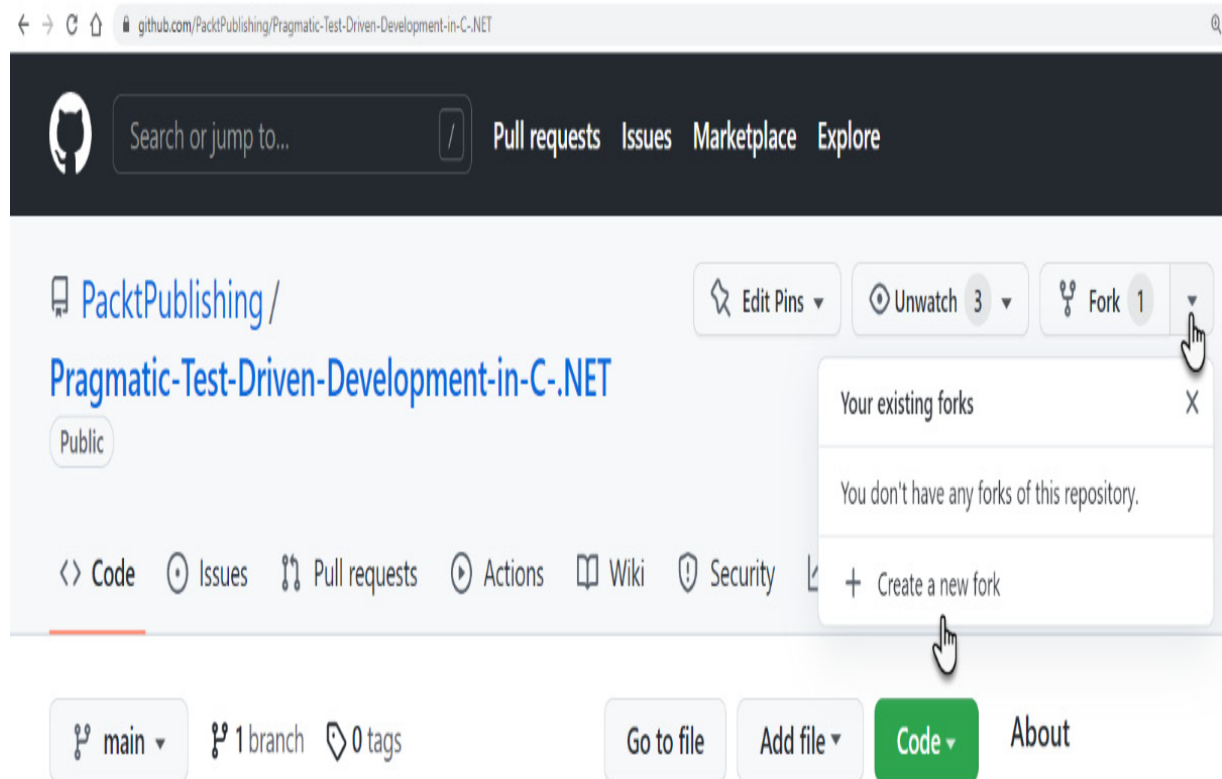 github.com/PacktPublishing/Pragmatic-Test-Driven-Development-in-C-.NET
Search or jump to... / Pull requests Issues Marketplace Explore
PacktPublishing / Edit Pins Unwatch 3 Fork 1
Pragmatic-Test-Driven-Development-in-C-.NET
Public
Your existing forks
You don't have any forks of this repository.
<> Code Issues Pull requests Actions Wiki Security
+ Create a new fork
main 1 branch 0 tags Go to file Add file Code About